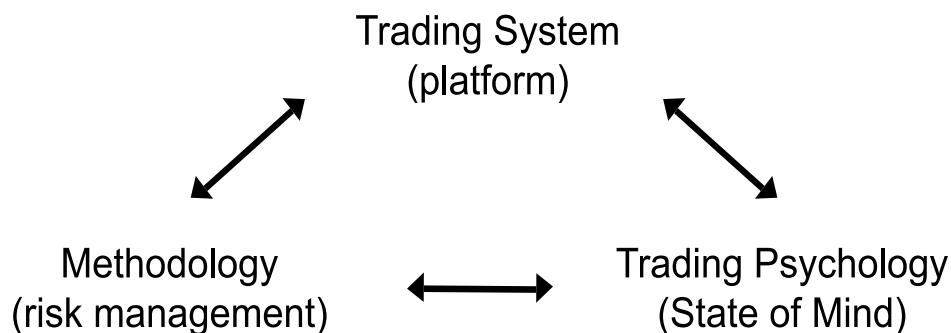 Trading System
(platform)
Methodology
(risk management)
Trading Psychology
(State of Mind)